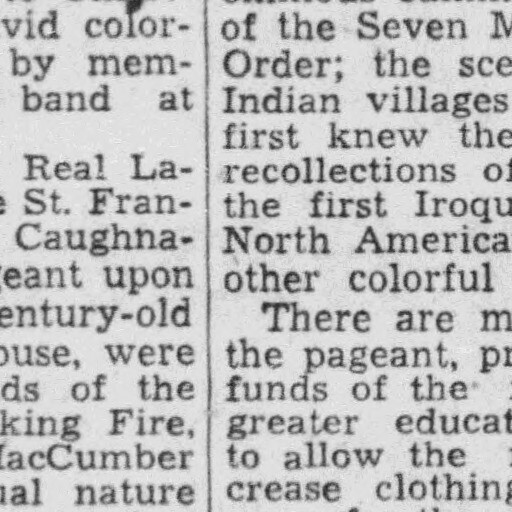 vid color-
by mem-
band at
Real La-
St. Fran-
Caughna-
geant upon
entury-old
ouse, were
ds of the
king Fire,
MacCumber
ual nature
of the Seven M
Order; the sce
Indian villages
first knew the
recollections of
the first Iroqu
North America
other colorful
There are m
the pageant, pr
funds of the
greater educat
to allow the
crease clothing